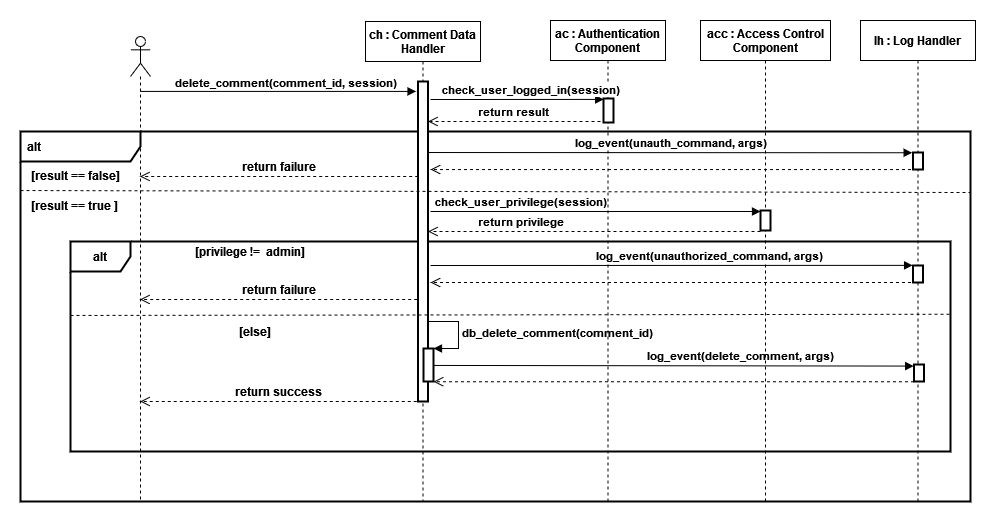 ch : Comment Data
Handler
ac : Authentication
Component
acc : Access Control
Component
lh : Log Handler
delete_comment(comment_id, session)
check_user_logged_in(session)
return result
alt
log_event(unauth_command, args)
return failure
[result == false]
[result == true ]
check_user_privilege(session)
return privilege
alt
[privilege != admin]
log_event(unauthorized_command, args)
return failure
[else]
db_delete_comment(comment_id)
log_event(delete_comment, args)
return success